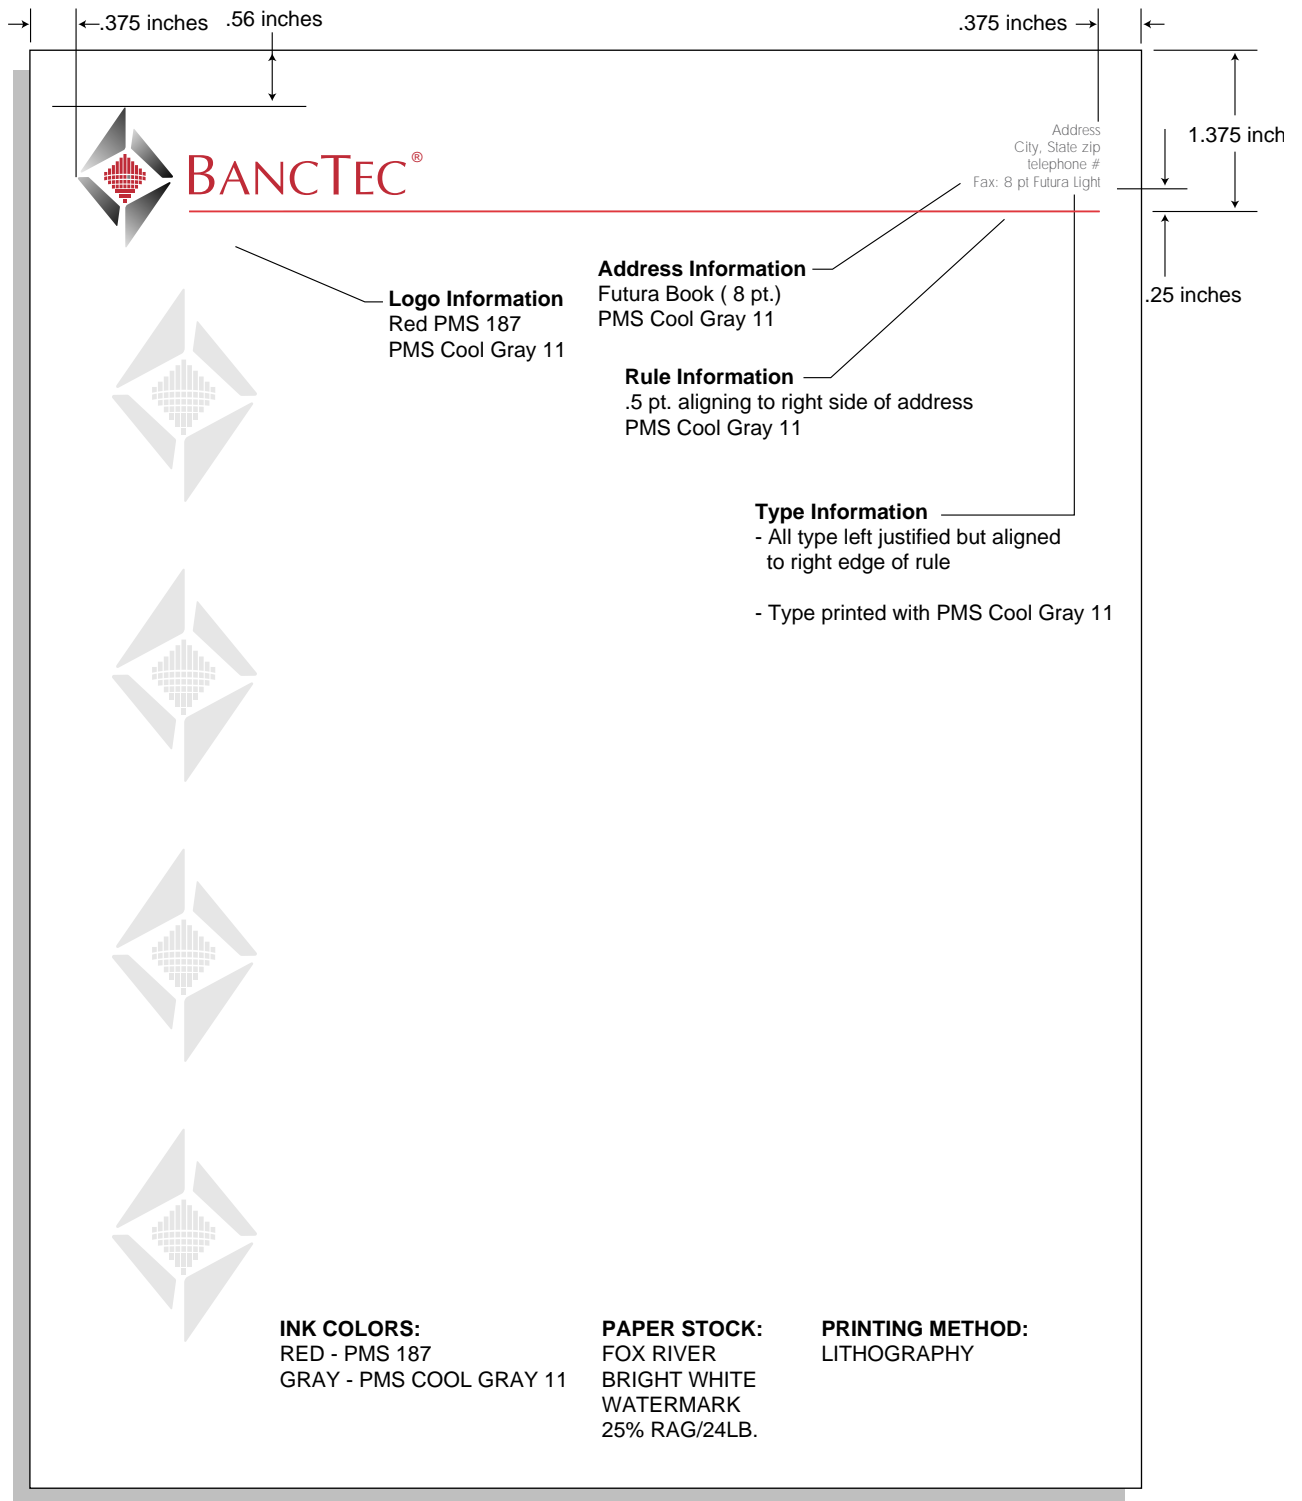 .375 inches
.56 inches
.375 inches
Address
City, State zip
telephone #
Fax: 8 pt Futura Light
1.375 inch
BANCTEC®
.25 inches
Address Information
Futura Book ( 8 pt.)
PMS Cool Gray 11
Logo Information
Red PMS 187
PMS Cool Gray 11
Rule Information
.5 pt. aligning to right side of address
PMS Cool Gray 11
Type Information
- All type left justified but aligned
to right edge of rule
- Type printed with PMS Cool Gray 11
INK COLORS:
RED - PMS 187
GRAY - PMS COOL GRAY 11
PAPER STOCK:
FOX RIVER
BRIGHT WHITE
WATERMARK
25% RAG/24LB.
PRINTING METHOD:
LITHOGRAPHY